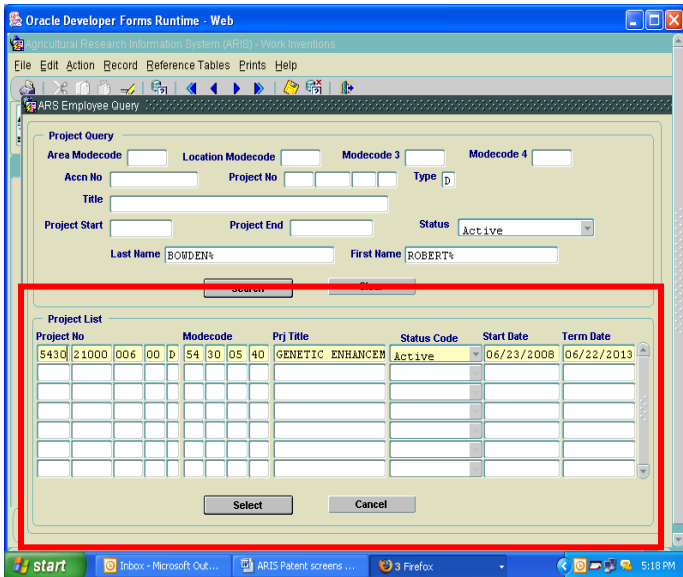 Oracle Developer Forms Runtime - Web
Agricultural Research Information System (ARIS) - Work Inventions
File Edit Action Record Reference Tables Prints Help
ARS Employee Query
Project Query
Area Modecode Location Modecode Modecode 3 Modecode 4
Accn No Project No Type D
Title
Project Start Project End Status Active
Last Name BOWDEN% First Name ROBERT%
Search Clear
Project List
Project No Modecode Prj Title Status Code Start Date Term Date
5430 21000 006 00 D 54 30 05 40 GENETIC ENHANCEM Active 06/23/2008 06/22/2013
Select Cancel
start Inbox - Microsoft Out... ARIS Patent screens ... 3 Firefox 5:18 PM